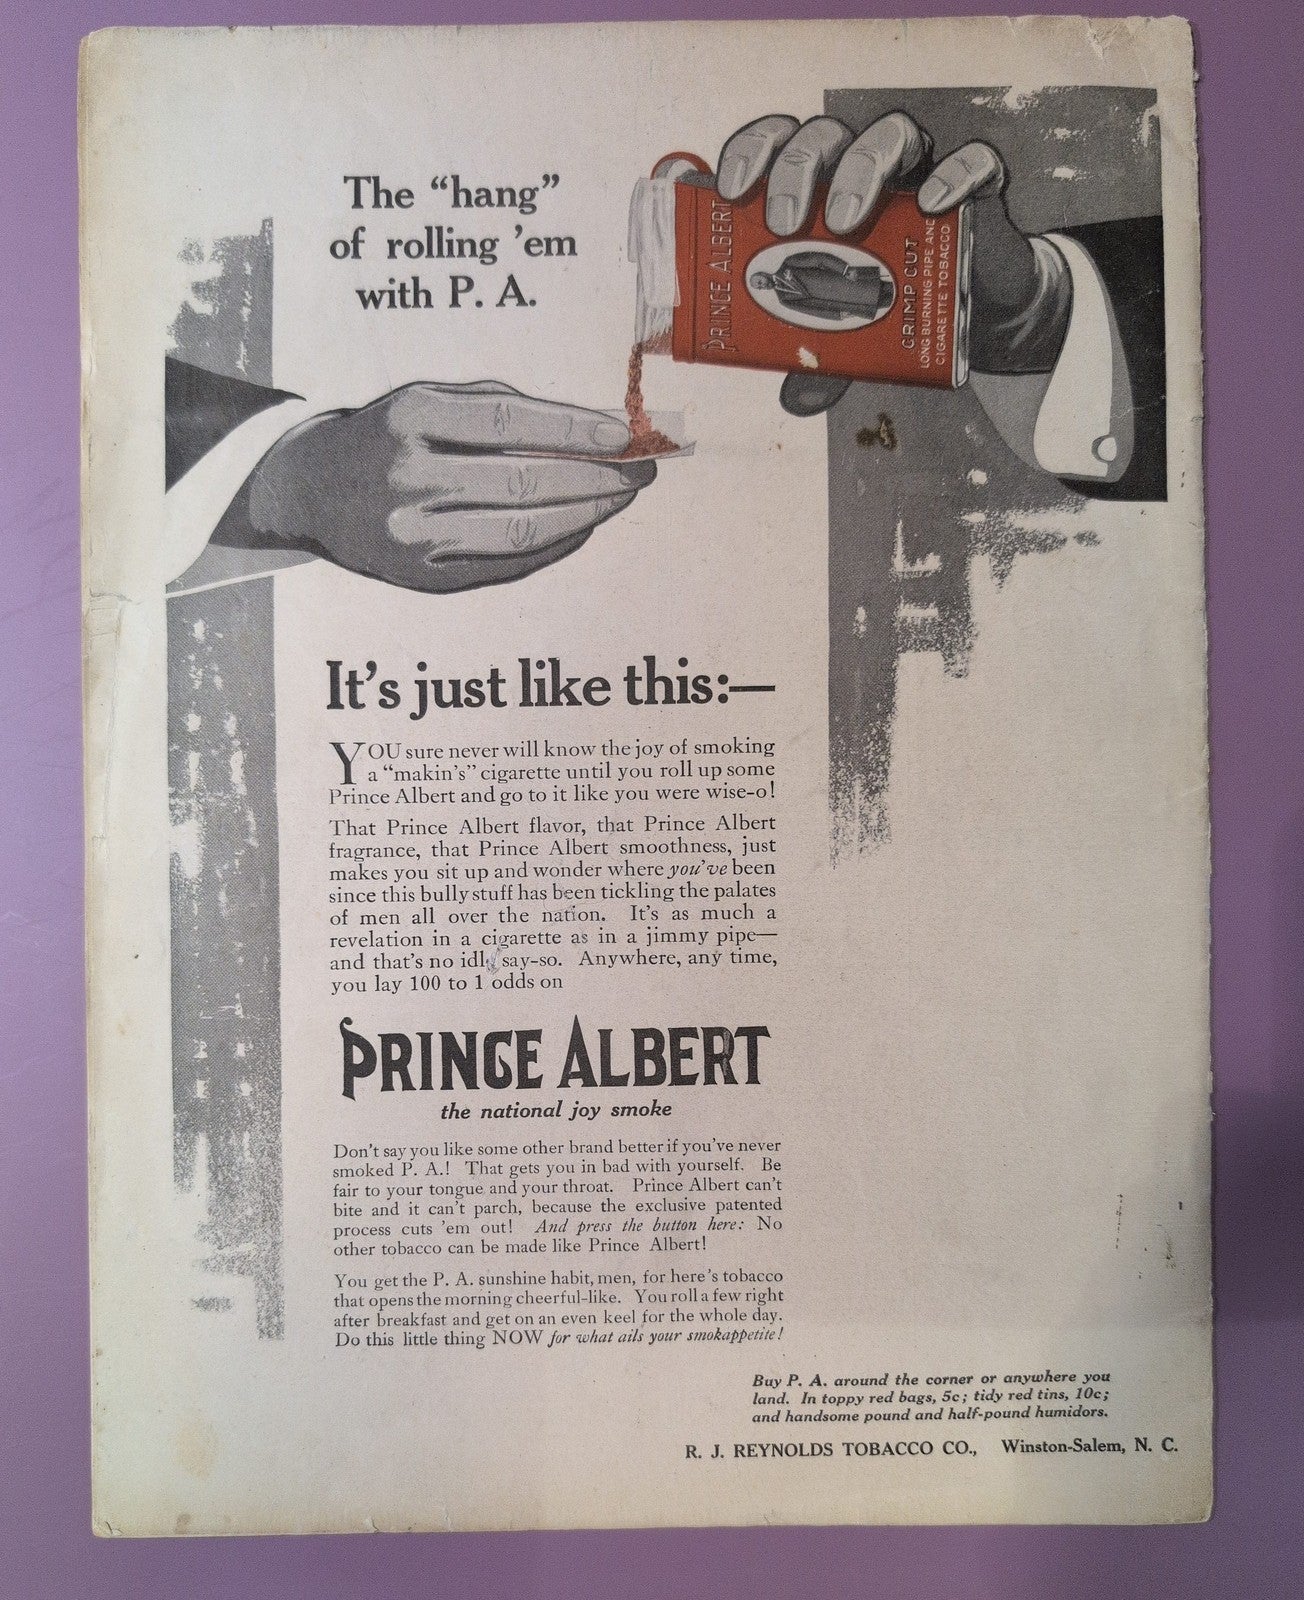 The “hang”
of rolling ’em
with P. A.
PRINCE ALBERT
CRIMP CUT
LONG BURNING PIPE AND
CIGARETTE TOBACCO
It’s just like this:—
YOU sure never will know the joy of smoking
a “makin’s” cigarette until you roll up some
Prince Albert and go to it like you were wise-o!
That Prince Albert flavor, that Prince Albert
fragrance, that Prince Albert smoothness, just
makes you sit up and wonder where you’ve been
since this bully stuff has been tickling the palates
of men all over the nation. It’s as much a
revelation in a cigarette as in a jimmy pipe—
and that’s no idle say-so. Anywhere, any time,
you lay 100 to 1 odds on
PRINCE ALBERT
the national joy smoke
Don’t say you like some other brand better if you’ve never
smoked P. A.! That gets you in bad with yourself. Be
fair to your tongue and your throat. Prince Albert can’t
bite and it can’t parch, because the exclusive patented
process cuts ’em out! And press the button here: No
other tobacco can be made like Prince Albert!
You get the P. A. sunshine habit, men, for here’s tobacco
that opens the morning cheerful-like. You roll a few right
after breakfast and get on an even keel for the whole day.
Do this little thing NOW for what ails your smokappetite!
Buy P. A. around the corner or anywhere you
land. In toppy red bags, 5c; tidy red tins, 10c;
and handsome pound and half-pound humidors.
R. J. REYNOLDS TOBACCO CO., Winston-Salem, N. C.